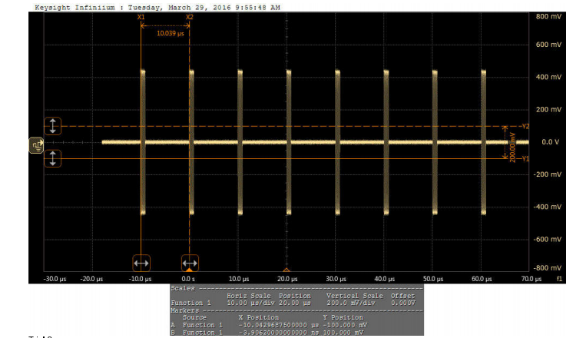 Keysight Infiniium : Tuesday, March 29, 2016 9:55:48 AM
X1 X2
800 mV
10.039 µs
600 mV
400 mV
200 mV
Y2
0.0 V
200.00 mV
Y1
-200 mV
-400 mV
-600 mV
-800 mV
-30.0 µs -20.0 µs -10.0 µs 0.0 s 10.0 µs 20.0 µs 30.0 µs 40.0 µs 50.0 µs 60.0 µs 70.0 µs f1
Scales
Horiz Scale Position Vertical Scale Offset
Function 1 10.00 µs/div 20.00 µs 200.0 mV/div 0.000V
Markers
Source X Position Y Position
A Function 1 µs -100.000 mV
B Function 1 ns 100.000 mV